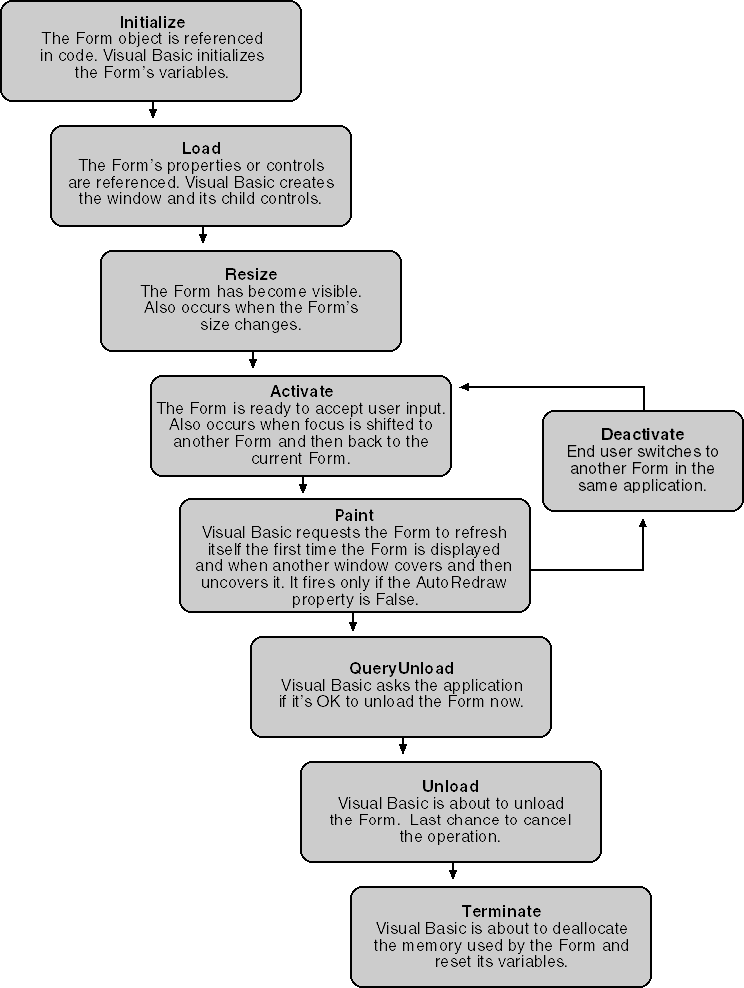 Initialize
The Form object is referenced
in code. Visual Basic initializes
the Form's variables.
Load
The Form's properties or controls
are referenced. Visual Basic creates
the window and its child controls.
Resize
The Form has become visible.
Also occurs when the Form's
size changes.
Activate
The Form is ready to accept user input.
Also occurs when focus is shifted to
another Form and then back to the
current Form.
Deactivate
End user switches to
another Form in the
same application.
Paint
Visual Basic requests the Form to refresh
itself the first time the Form is displayed
and when another window covers and then
uncovers it. It fires only if the AutoRedraw
property is False.
QueryUnload
Visual Basic asks the application
if it's OK to unload the Form now.
Unload
Visual Basic is about to unload
the Form. Last chance to cancel
the operation.
Terminate
Visual Basic is about to deallocate
the memory used by the Form and
reset its variables.